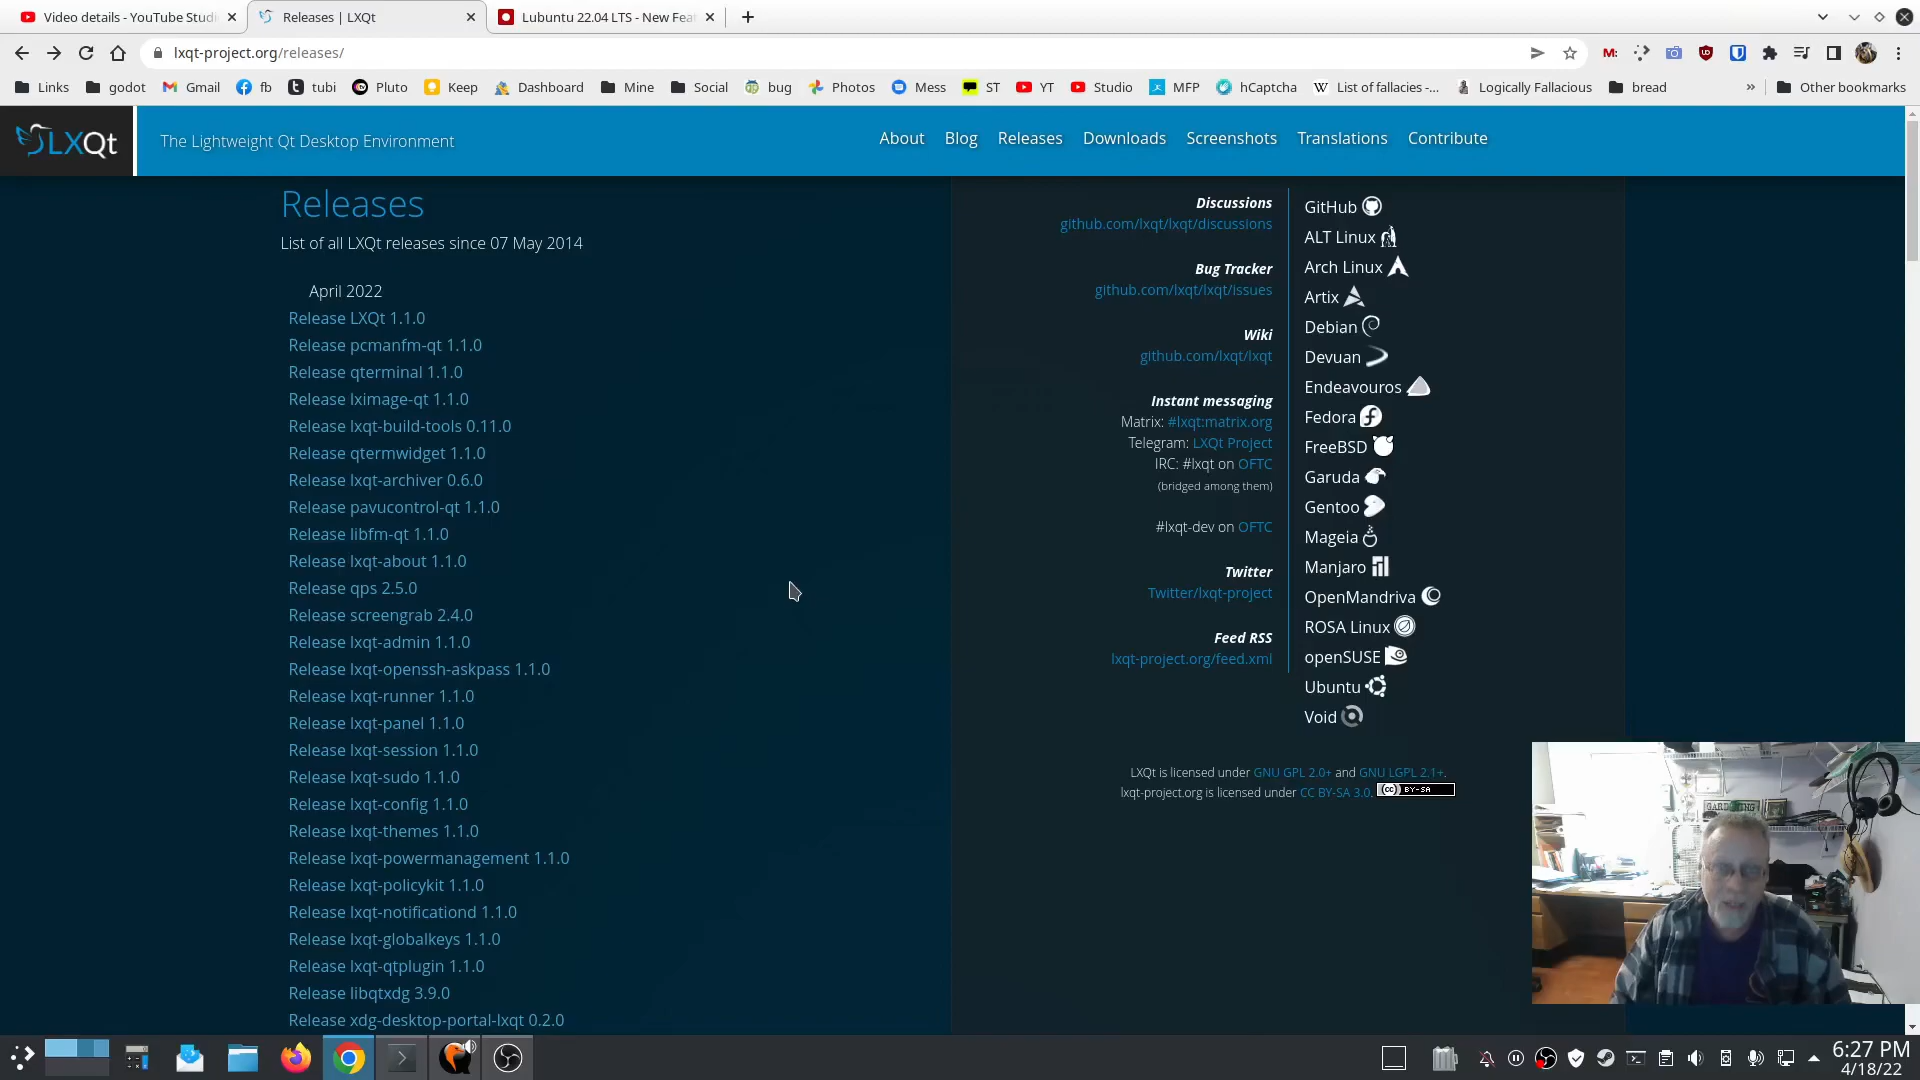 Video details - YouTube Studi
Releases | LXQt
Lubuntu 22.04 LTS - New Fea
lxqt-project.org/releases/
Links
godot
Gmail
fb
tubi
Pluto
Keep
Dashboard
Mine
Social
bug
Photos
Mess
ST
YT
Studio
MFP
hCaptcha
List of fallacies -...
Logically Fallacious
bread
»
Other bookmarks
LXQt
The Lightweight Qt Desktop Environment
About
Blog
Releases
Downloads
Screenshots
Translations
Contribute
Releases
List of all LXQt releases since 07 May 2014
April 2022
Release LXQt 1.1.0
Release pcmanfm-qt 1.1.0
Release qterminal 1.1.0
Release lximage-qt 1.1.0
Release lxqt-build-tools 0.11.0
Release qtermwidget 1.1.0
Release lxqt-archiver 0.6.0
Release pavucontrol-qt 1.1.0
Release libfm-qt 1.1.0
Release lxqt-about 1.1.0
Release qps 2.5.0
Release screengrab 2.4.0
Release lxqt-admin 1.1.0
Release lxqt-openssh-askpass 1.1.0
Release lxqt-runner 1.1.0
Release lxqt-panel 1.1.0
Release lxqt-session 1.1.0
Release lxqt-sudo 1.1.0
Release lxqt-config 1.1.0
Release lxqt-themes 1.1.0
Release lxqt-powermanagement 1.1.0
Release lxqt-policykit 1.1.0
Release lxqt-notificationd 1.1.0
Release lxqt-globalkeys 1.1.0
Release lxqt-qtplugin 1.1.0
Release libqtxdg 3.9.0
Release xdg-desktop-portal-lxqt 0.2.0
Discussions
github.com/lxqt/lxqt/discussions
Bug Tracker
github.com/lxqt/lxqt/issues
Wiki
github.com/lxqt/lxqt
Instant messaging
Matrix: #lxqt:matrix.org
Telegram: LXQt Project
IRC: #lxqt on OFTC
(bridged among them)
#lxqt-dev on OFTC
Twitter
Twitter/lxqt-project
Feed RSS
lxqt-project.org/feed.xml
GitHub
ALT Linux
Arch Linux
Artix
Debian
Devuan
Endeavouros
Fedora
FreeBSD
Garuda
Gentoo
Mageia
Manjaro
OpenMandriva
ROSA Linux
openSUSE
Ubuntu
Void
LXQt is licensed under GNU GPL 2.0+ and GNU LGPL 2.1+.
lxqt-project.org is licensed under CC BY-SA 3.0. (cc) BY-SA
6:27 PM
4/18/22